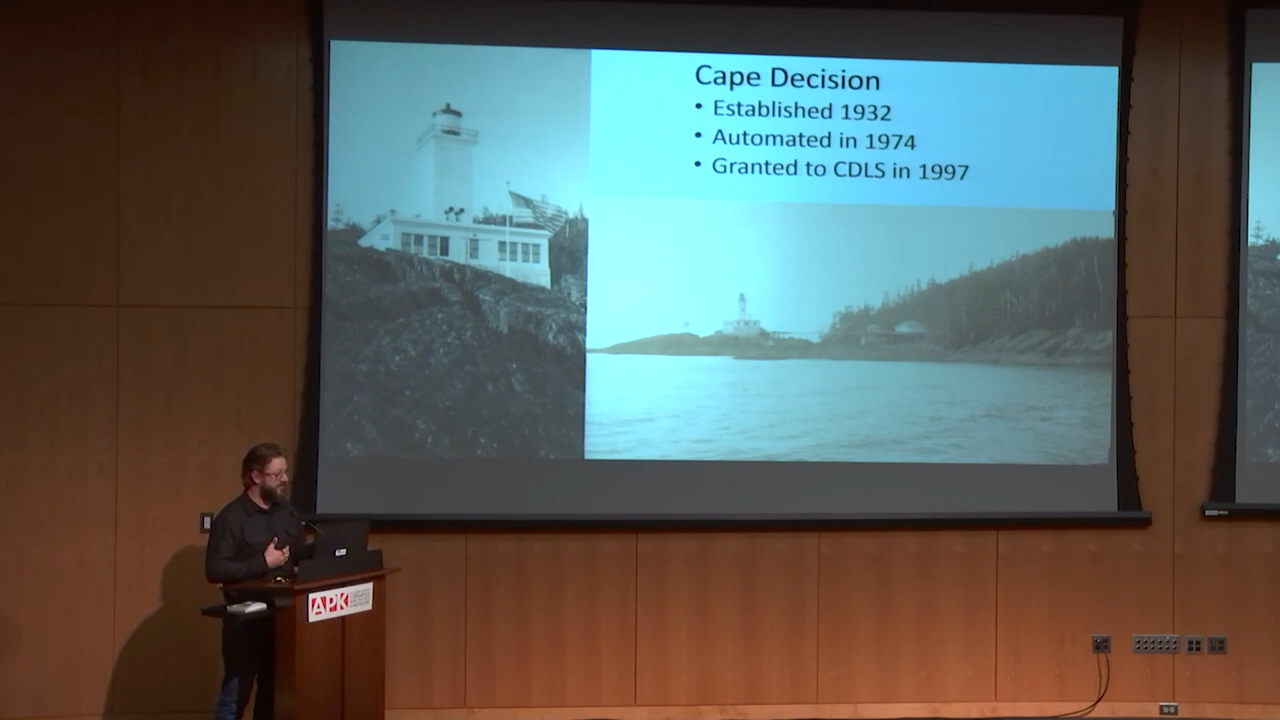 Cape Decision
• Established 1932
• Automated in 1974
• Granted to CDLS in 1997
APK